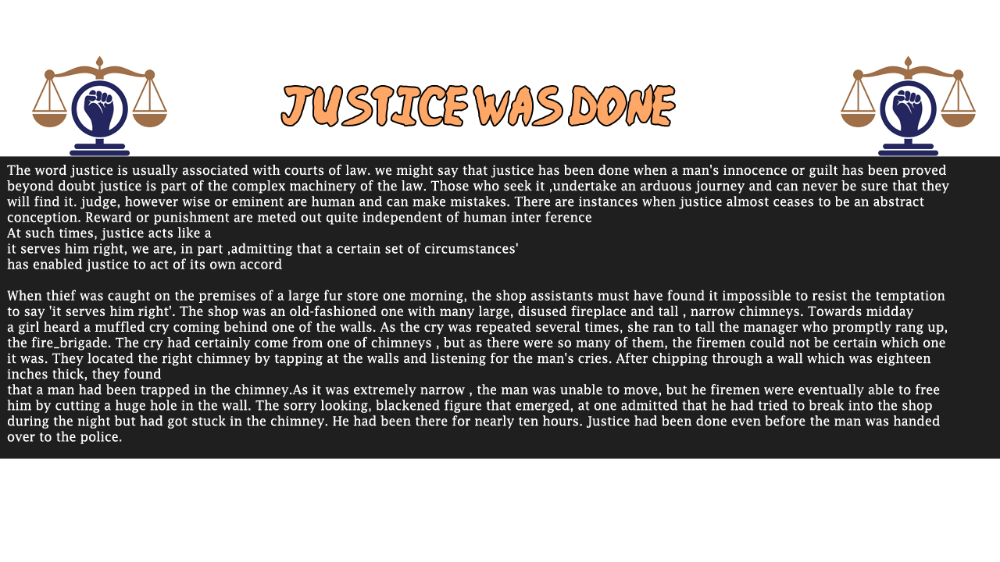 JUSTICE WAS DONE
The word justice is usually associated with courts of law. we might say that justice has been done when a man's innocence or guilt has been proved
beyond doubt justice is part of the complex machinery of the law. Those who seek it ,undertake an arduous journey and can never be sure that they
will find it. judge, however wise or eminent are human and can make mistakes. There are instances when justice almost ceases to be an abstract
conception. Reward or punishment are meted out quite independent of human inter ference
At such times, justice acts like a
it serves him right, we are, in part ,admitting that a certain set of circumstances'
has enabled justice to act of its own accord
When thief was caught on the premises of a large fur store one morning, the shop assistants must have found it impossible to resist the temptation
to say 'it serves him right'. The shop was an old-fashioned one with many large, disused fireplace and tall , narrow chimneys. Towards midday
a girl heard a muffled cry coming behind one of the walls. As the cry was repeated several times, she ran to tall the manager who promptly rang up,
the fire_brigade. The cry had certainly come from one of chimneys , but as there were so many of them, the firemen could not be certain which one
it was. They located the right chimney by tapping at the walls and listening for the man's cries. After chipping through a wall which was eighteen
inches thick, they found
that a man had been trapped in the chimney.As it was extremely narrow , the man was unable to move, but he firemen were eventually able to free
him by cutting a huge hole in the wall. The sorry looking, blackened figure that emerged, at one admitted that he had tried to break into the shop
during the night but had got stuck in the chimney. He had been there for nearly ten hours. Justice had been done even before the man was handed
over to the police.